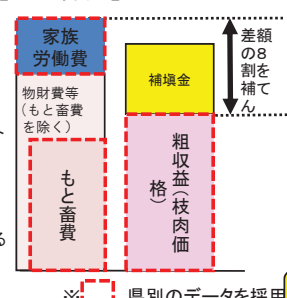 家族
労働費
物財費等
(もと畜費
を除く)
もと畜費
補塡金
粗収益(枝肉価
格)
差額
の8
割を
補て
ん
る
※ 県別のデータを採用